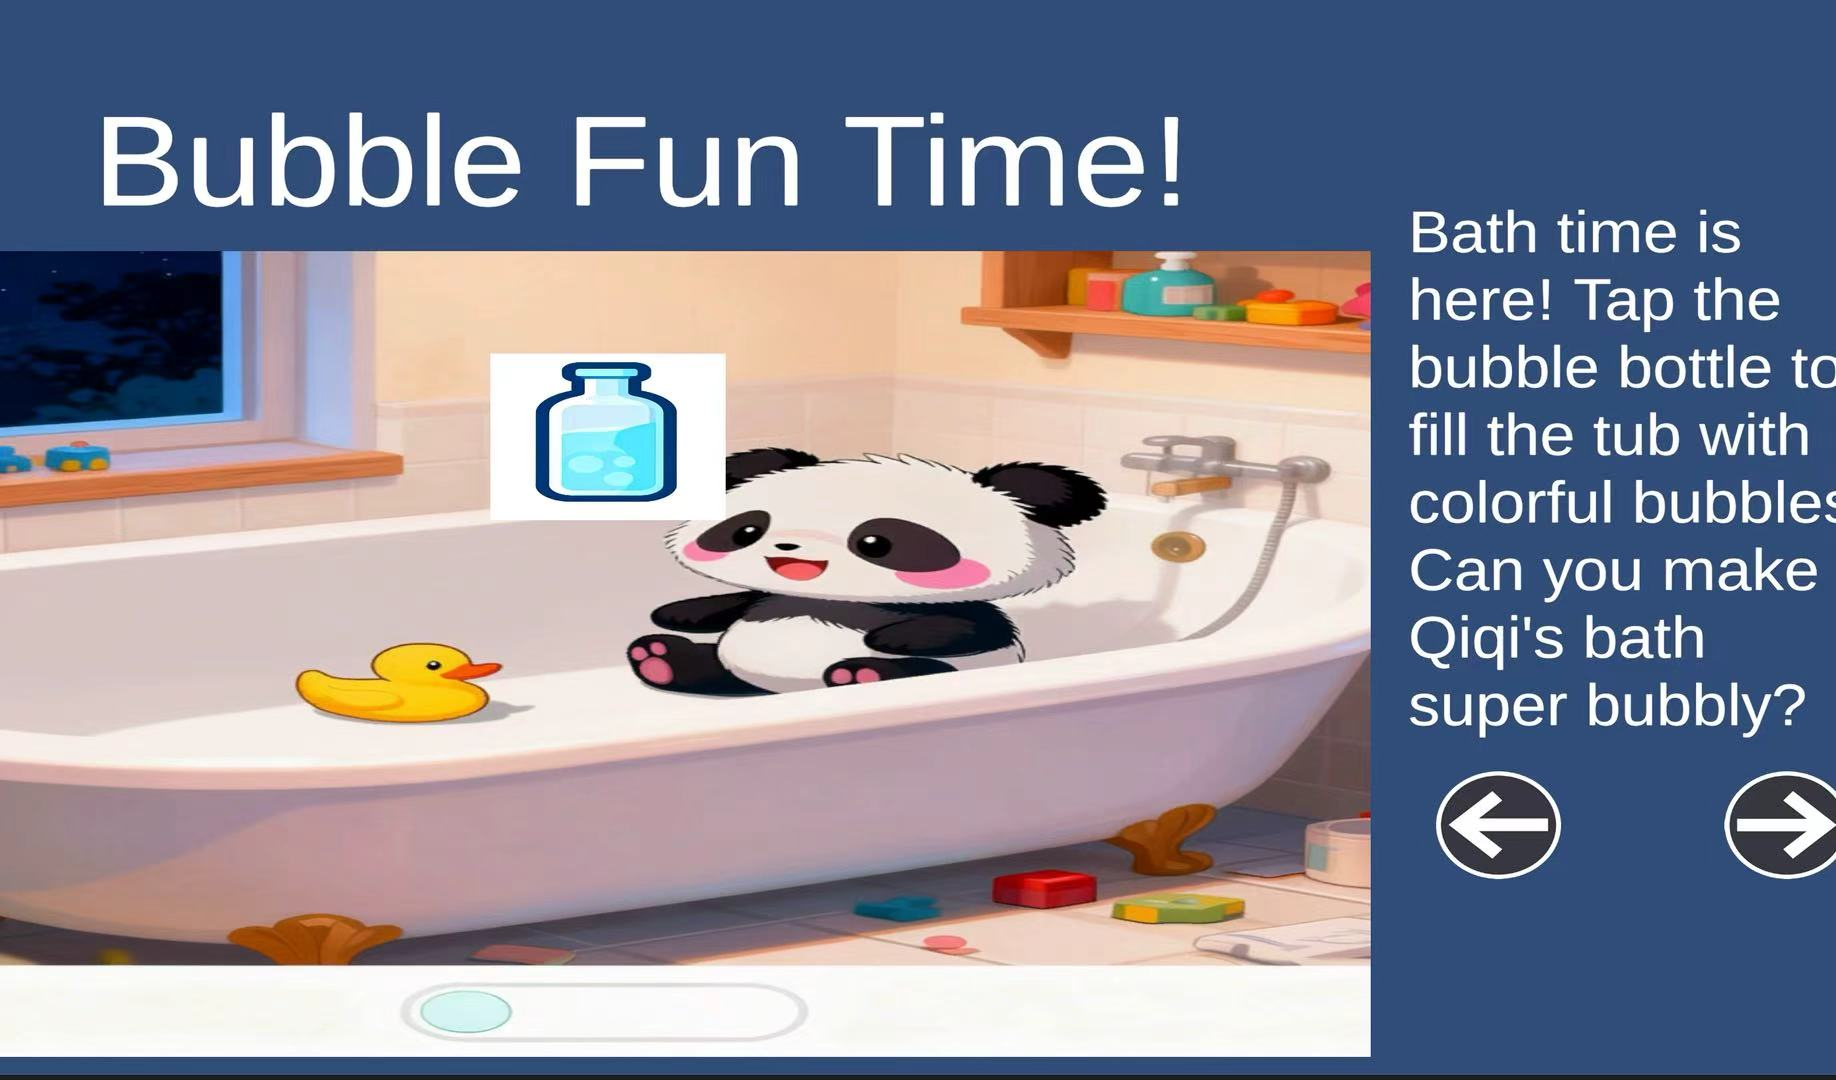 Bubble Fun Time!
Bath time is
here! Tap the
bubble bottle to
fill the tub with
colorful bubbles
Can you make
Qiqi's bath
super bubbly?